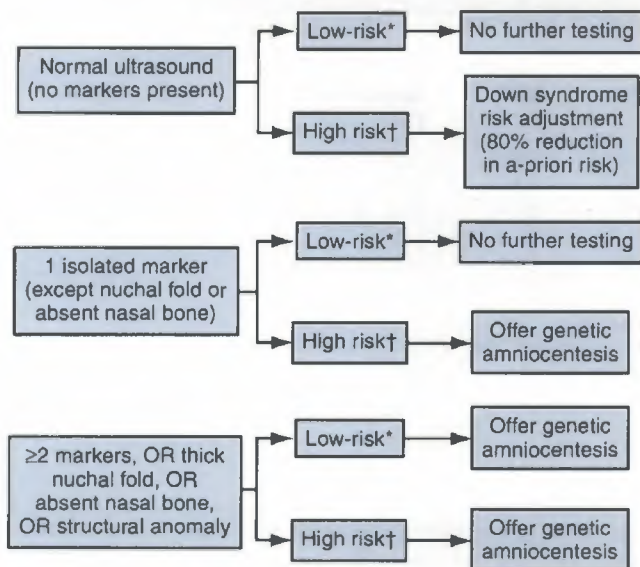 Normal ultrasound
(no markers present)
Low-risk*
No further testing
High risk†
Down syndrome
risk adjustment
(80% reduction
in a-priori risk)
1 isolated marker
(except nuchal fold or
absent nasal bone)
Low-risk*
No further testing
High risk†
Offer genetic
amniocentesis
≥2 markers, OR thick
nuchal fold, OR
absent nasal bone,
OR structural anomaly
Low-risk*
Offer genetic
amniocentesis
High risk†
Offer genetic
amniocentesis